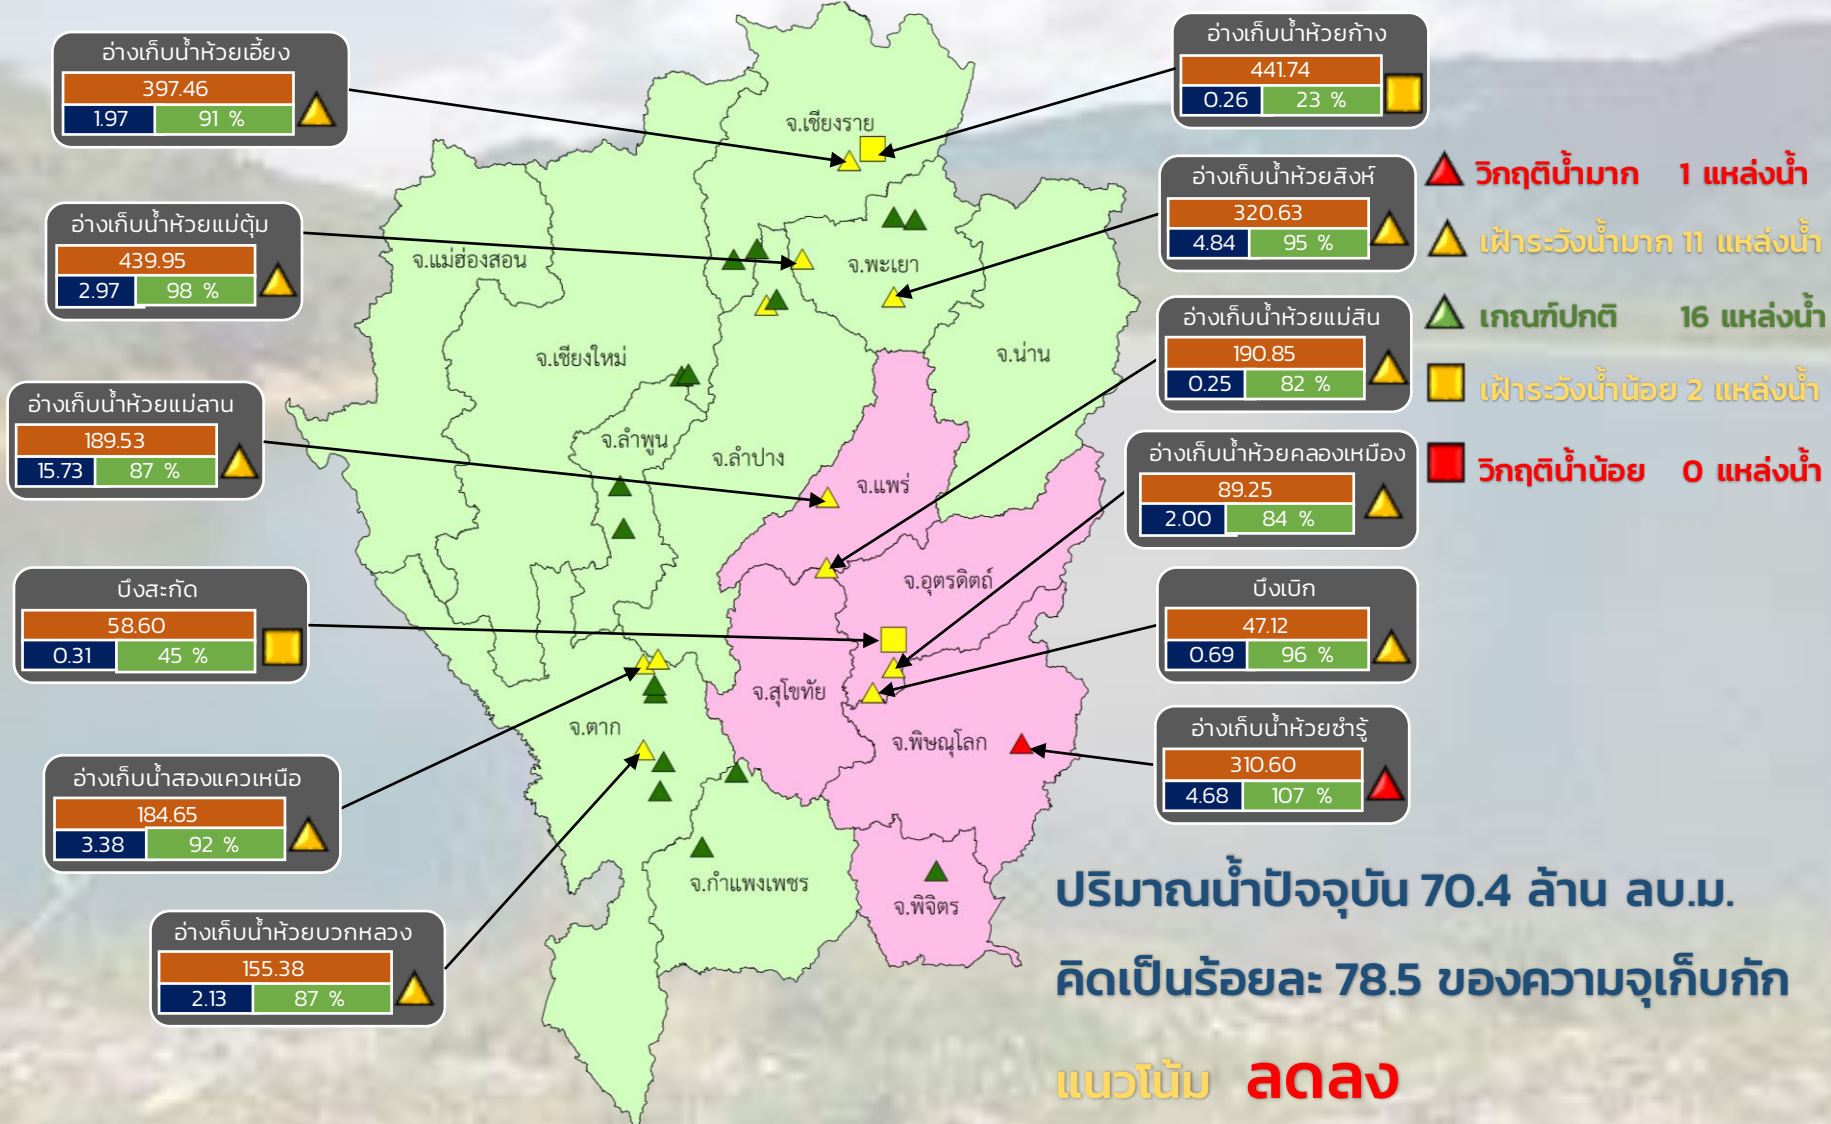 อ่างเก็บน้ำห้วยเอี้ยง
397.46
1.97 91 %
อ่างเก็บน้ำห้วยแม่ตุ้ม
439.95
2.97 98 %
อ่างเก็บน้ำห้วยแม่ลาน
189.53
15.73 87 %
บึงสะกัด
58.60
0.31 45 %
อ่างเก็บน้ำสองแควเหนือ
184.65
3.38 92 %
อ่างเก็บน้ำห้วยบวกหลวง
155.38
2.13 87 %
จ.เชียงราย
จ.แม่ฮ่องสอน
จ.พะเยา
จ.เชียงใหม่
จ.น่าน
จ.ลำพูน
จ.ลำปาง
จ.แพร่
จ.อุตรดิตถ์
จ.สุโขทัย
จ.ตาก
จ.พิษณุโลก
จ.กำแพงเพชร
จ.พิจิตร
อ่างเก็บน้ำห้วยก้าง
441.74
0.26 23 %
อ่างเก็บน้ำห้วยสิงห์
320.63
4.84 95 %
อ่างเก็บน้ำห้วยแม่สิน
190.85
0.25 82 %
อ่างเก็บน้ำห้วยคลองเหมือง
89.25
2.00 84 %
บึงเบิก
47.12
0.69 96 %
อ่างเก็บน้ำห้วยซำรู้
310.60
4.68 107 %
วิกฤติน้ำมาก 1 แหล่งน้ำ
เฝ้าระวังน้ำมาก 11 แหล่งน้ำ
เกณฑ์ปกติ 16 แหล่งน้ำ
เฝ้าระวังน้ำน้อย 2 แหล่งน้ำ
วิกฤติน้ำน้อย 0 แหล่งน้ำ
ปริมาณน้ำปัจจุบัน 70.4 ล้าน ลบ.ม.
คิดเป็นร้อยละ 78.5 ของความจุเก็บกัก
แนวโน้ม ลดลง